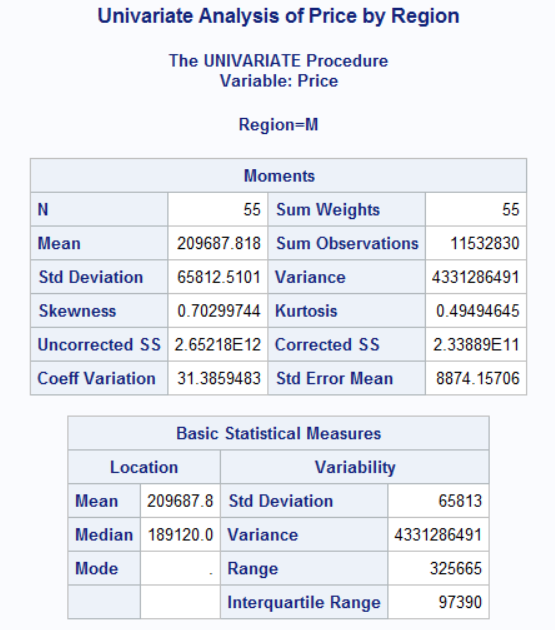 Univariate Analysis of Price by Region
The UNIVARIATE Procedure
Variable: Price
Region=M
Moments
N 55 Sum Weights 55
Mean 209687.818 Sum Observations 11532830
Std Deviation 65812.5101 Variance 4331286491
Skewness 0.70299744 Kurtosis 0.49494645
Uncorrected SS 2.65218E12 Corrected SS 2.33889E11
Coeff Variation 31.3859483 Std Error Mean 8874.15706
Basic Statistical Measures
Location Variability
Mean 209687.8 Std Deviation 65813
Median 189120.0 Variance 4331286491
Mode . Range 325665
Interquartile Range 97390